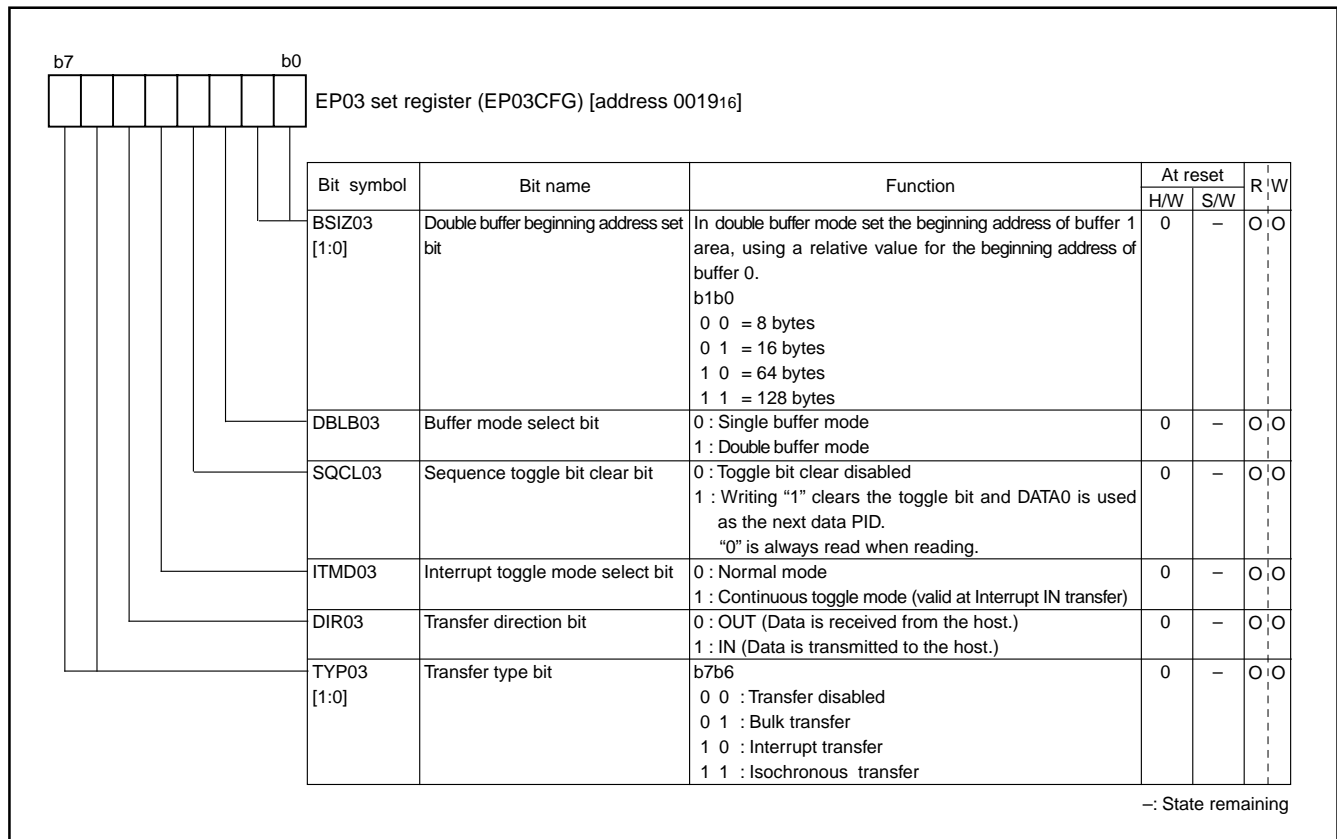 b7 b0
EP03 set register (EP03CFG) [address 0019₁₆]
Bit symbol Bit name Function At reset R W
H/W S/W
BSIZ03 Double buffer beginning address set In double buffer mode set the beginning address of buffer 1 0 – O O
[1:0] bit area, using a relative value for the beginning address of
buffer 0.
b1b0
0 0 = 8 bytes
0 1 = 16 bytes
1 0 = 64 bytes
1 1 = 128 bytes
DBLB03 Buffer mode select bit 0 : Single buffer mode 0 – O O
1 : Double buffer mode
SQCL03 Sequence toggle bit clear bit 0 : Toggle bit clear disabled 0 – O O
1 : Writing “1” clears the toggle bit and DATA0 is used
as the next data PID.
“0” is always read when reading.
ITMD03 Interrupt toggle mode select bit 0 : Normal mode 0 – O O
1 : Continuous toggle mode (valid at Interrupt IN transfer)
DIR03 Transfer direction bit 0 : OUT (Data is received from the host.) 0 – O O
1 : IN (Data is transmitted to the host.)
TYP03 Transfer type bit b7b6 0 – O O
[1:0] 0 0 : Transfer disabled
0 1 : Bulk transfer
1 0 : Interrupt transfer
1 1 : Isochronous transfer
–: State remaining